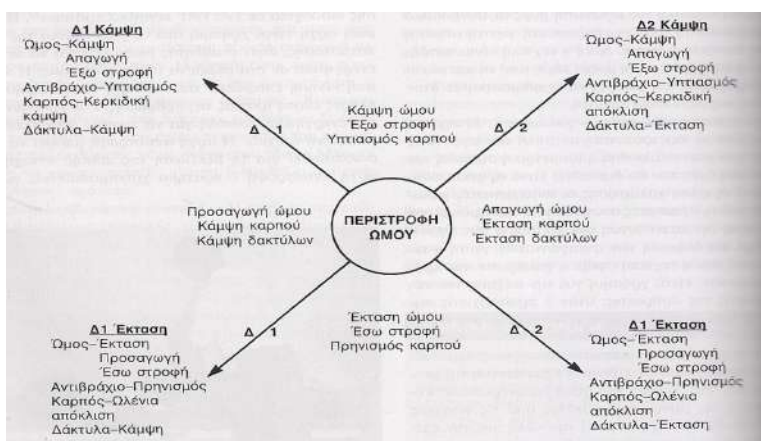 Δ1 Κάμψη
Ώμος–Κάμψη
Απαγωγή
Έξω στροφή
Αντιβράχιο–Υπτιασμός
Καρπός–Κερκιδική
κάμψη
Δάκτυλα–Κάμψη
Δ2 Κάμψη
Ώμος–Κάμψη
Απαγωγή
Έξω στροφή
Αντιβράχιο–Υπτιασμός
Καρπός–Κερκιδική
απόκλιση
Δάκτυλα–Έκταση
Δ 1
Κάμψη ώμου
Έξω στροφή
Υπτιασμός καρπού
Δ 2
Προσαγωγή ώμου
Κάμψη καρπού
Κάμψη δακτύλων
ΠΕΡΙΣΤΡΟΦΗ
ΩΜΟΥ
Απαγωγή ώμου
Έκταση καρπού
Έκταση δακτύλων
Δ 1
Έκταση ώμου
Έσω στροφή
Πρηνισμός καρπού
Δ 2
Δ1 Έκταση
Ώμος–Έκταση
Προσαγωγή
Έσω στροφή
Αντιβράχιο–Πρηνισμός
Καρπός–Ωλένια
απόκλιση
Δάκτυλα–Κάμψη
Δ1 Έκταση
Ώμος–Έκταση
Προσαγωγή
Έσω στροφή
Αντιβράχιο–Πρηνισμός
Καρπός–Ωλένια
απόκλιση
Δάκτυλα–Έκταση